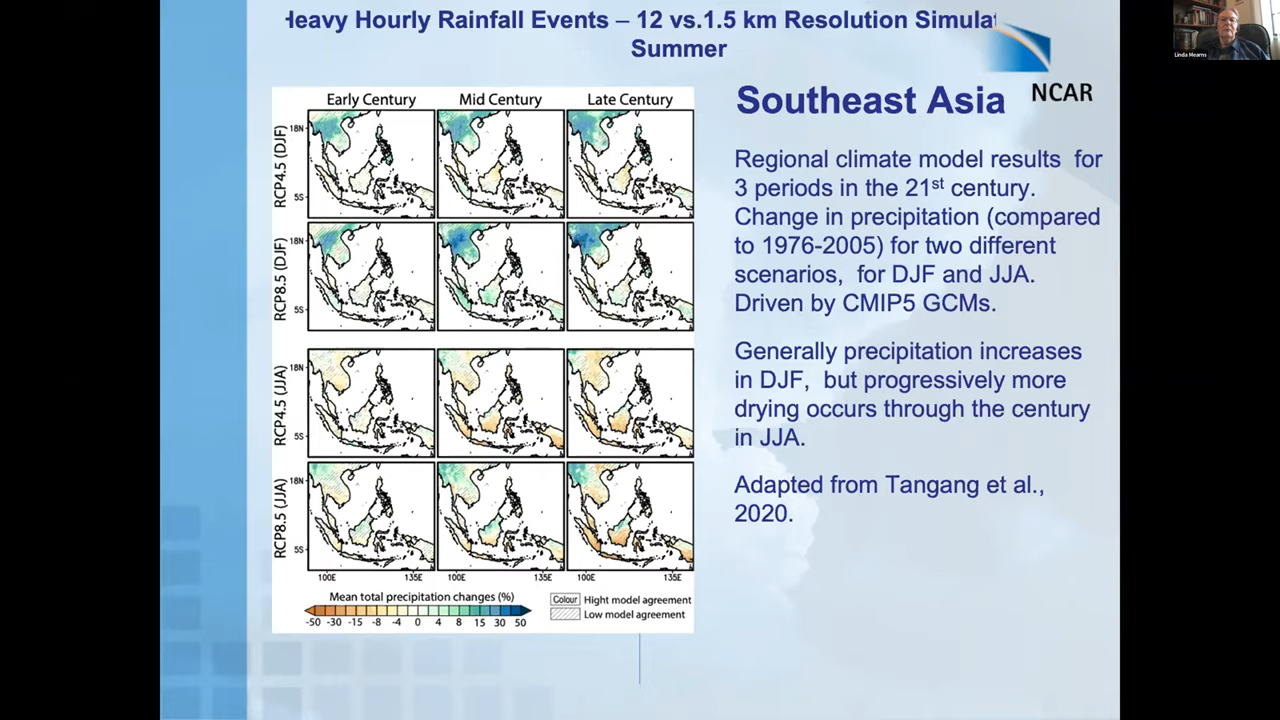 Heavy Hourly Rainfall Events – 12 vs.1.5 km Resolution Simulat
Summer
Linda Mearns
NCAR
Southeast Asia
Regional climate model results for
3 periods in the 21st century.
Change in precipitation (compared
to 1976-2005) for two different
scenarios, for DJF and JJA.
Driven by CMIP5 GCMs.
Generally precipitation increases
in DJF, but progressively more
drying occurs through the century
in JJA.
Adapted from Tangang et al.,
2020.
Early Century Mid Century Late Century
RCP4.5 (DJF)
18N
5S
RCP8.5 (DJF)
18N
5S
RCP4.5 (JJA)
18N
5S
RCP8.5 (JJA)
18N
5S
100E 135E 100E 135E 100E 135E
Mean total precipitation changes (%)
-50 -30 -15 -8 -4 0 4 8 15 30 50
Colour Hight model agreement
Low model agreement